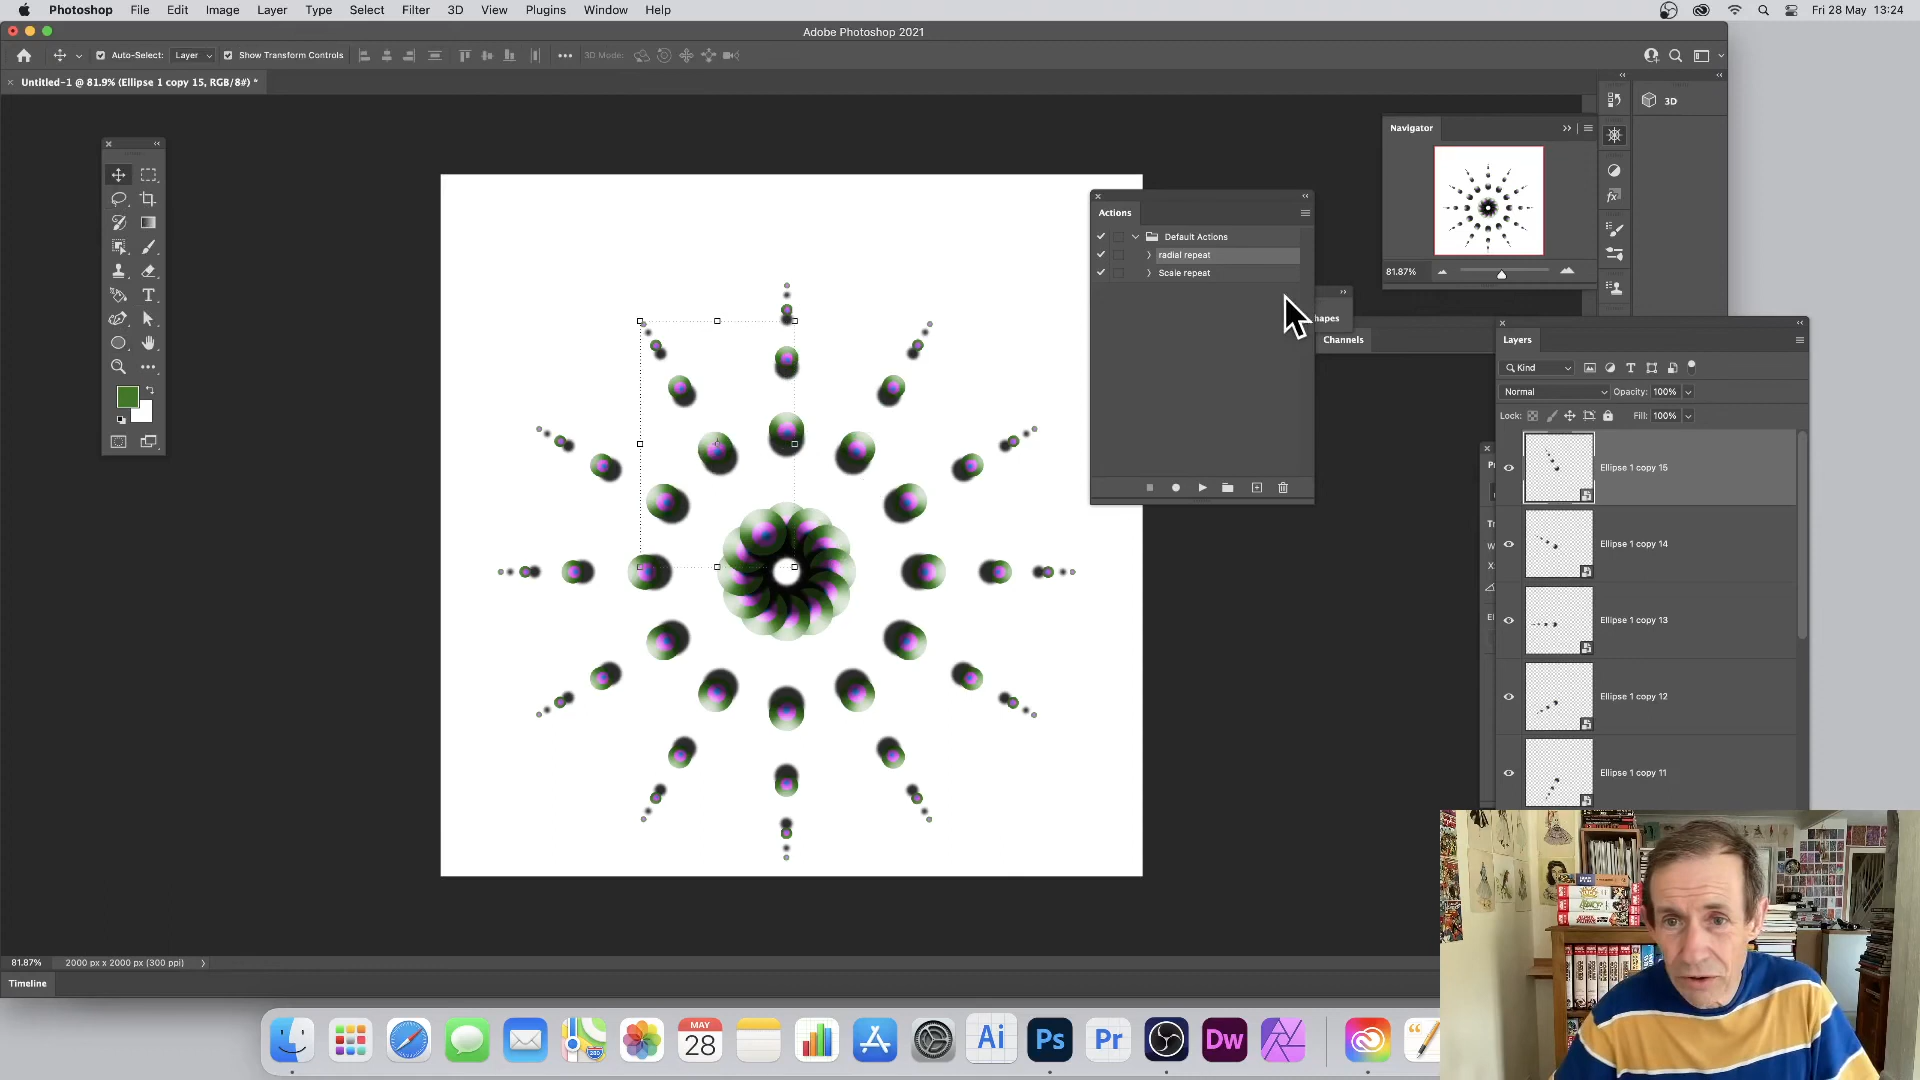 Photoshop File Edit Image Layer Type Select Filter 3D View Plugins Window Help
Fri 28 May 13:24
Adobe Photoshop 2021
Auto-Select: Layer Show Transform Controls
3D Mode:
Untitled-1 @ 81.9% (Ellipse 1 copy 15, RGB/8#) *
3D
Navigator
81.87%
Actions
Default Actions
radial repeat
Scale repeat
hapes
Channels
Layers
Kind
Normal Opacity: 100%
Lock: Fill: 100%
Ellipse 1 copy 15
Ellipse 1 copy 14
Ellipse 1 copy 13
Ellipse 1 copy 12
Ellipse 1 copy 11
81.87% 2000 px x 2000 px (300 ppi)
Timeline
MAY
28
280
Ai
Ps
Pr
Dw